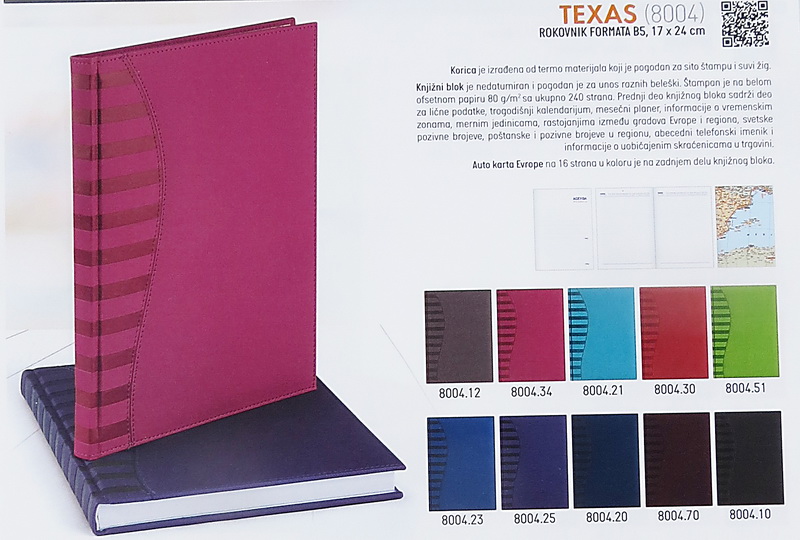 TEXAS (8004)
ROKOVNIK FORMATA B5, 17 x 24 cm
Korica je izrađena od termo materijala koji je pogodan za sito štampu i suvi žig.
Knjižni blok je nedatumiran i pogodan je za unos raznih beleški. Štampan je na belom
ofsetnom papiru 80 g/m² sa ukupno 240 strana. Prednji deo knjižnog bloka sadrži deo
za lične podatke, trogodišnji kalendarijum, mesečni planer, informacije o vremenskim
zonama, mernim jedinicama, rastojanjima između gradova Evrope i regiona, svetske
pozivne brojeve, poštanske i pozivne brojeve u regionu, abecedni telefonski imenik i
informacije o uobičajenim skraćenicama u trgovini.
Auto karta Evrope na 16 strana u koloru je na zadnjem delu knjižnog bloka.
8004.12 8004.34 8004.21 8004.30 8004.51
8004.23 8004.25 8004.20 8004.70 8004.10